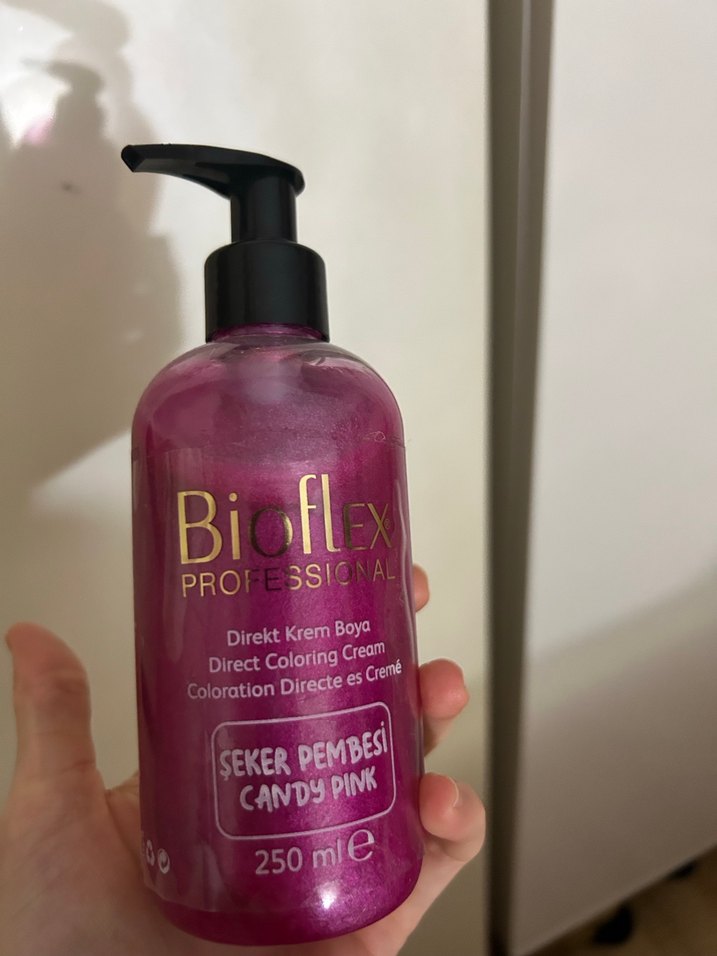 Bioflex
PROFESSIONAL
Direkt Krem Boya
Direct Coloring Cream
Coloration Directe es Cremé
ŞEKER PEMBESİ
CANDY PINK
250 ml e